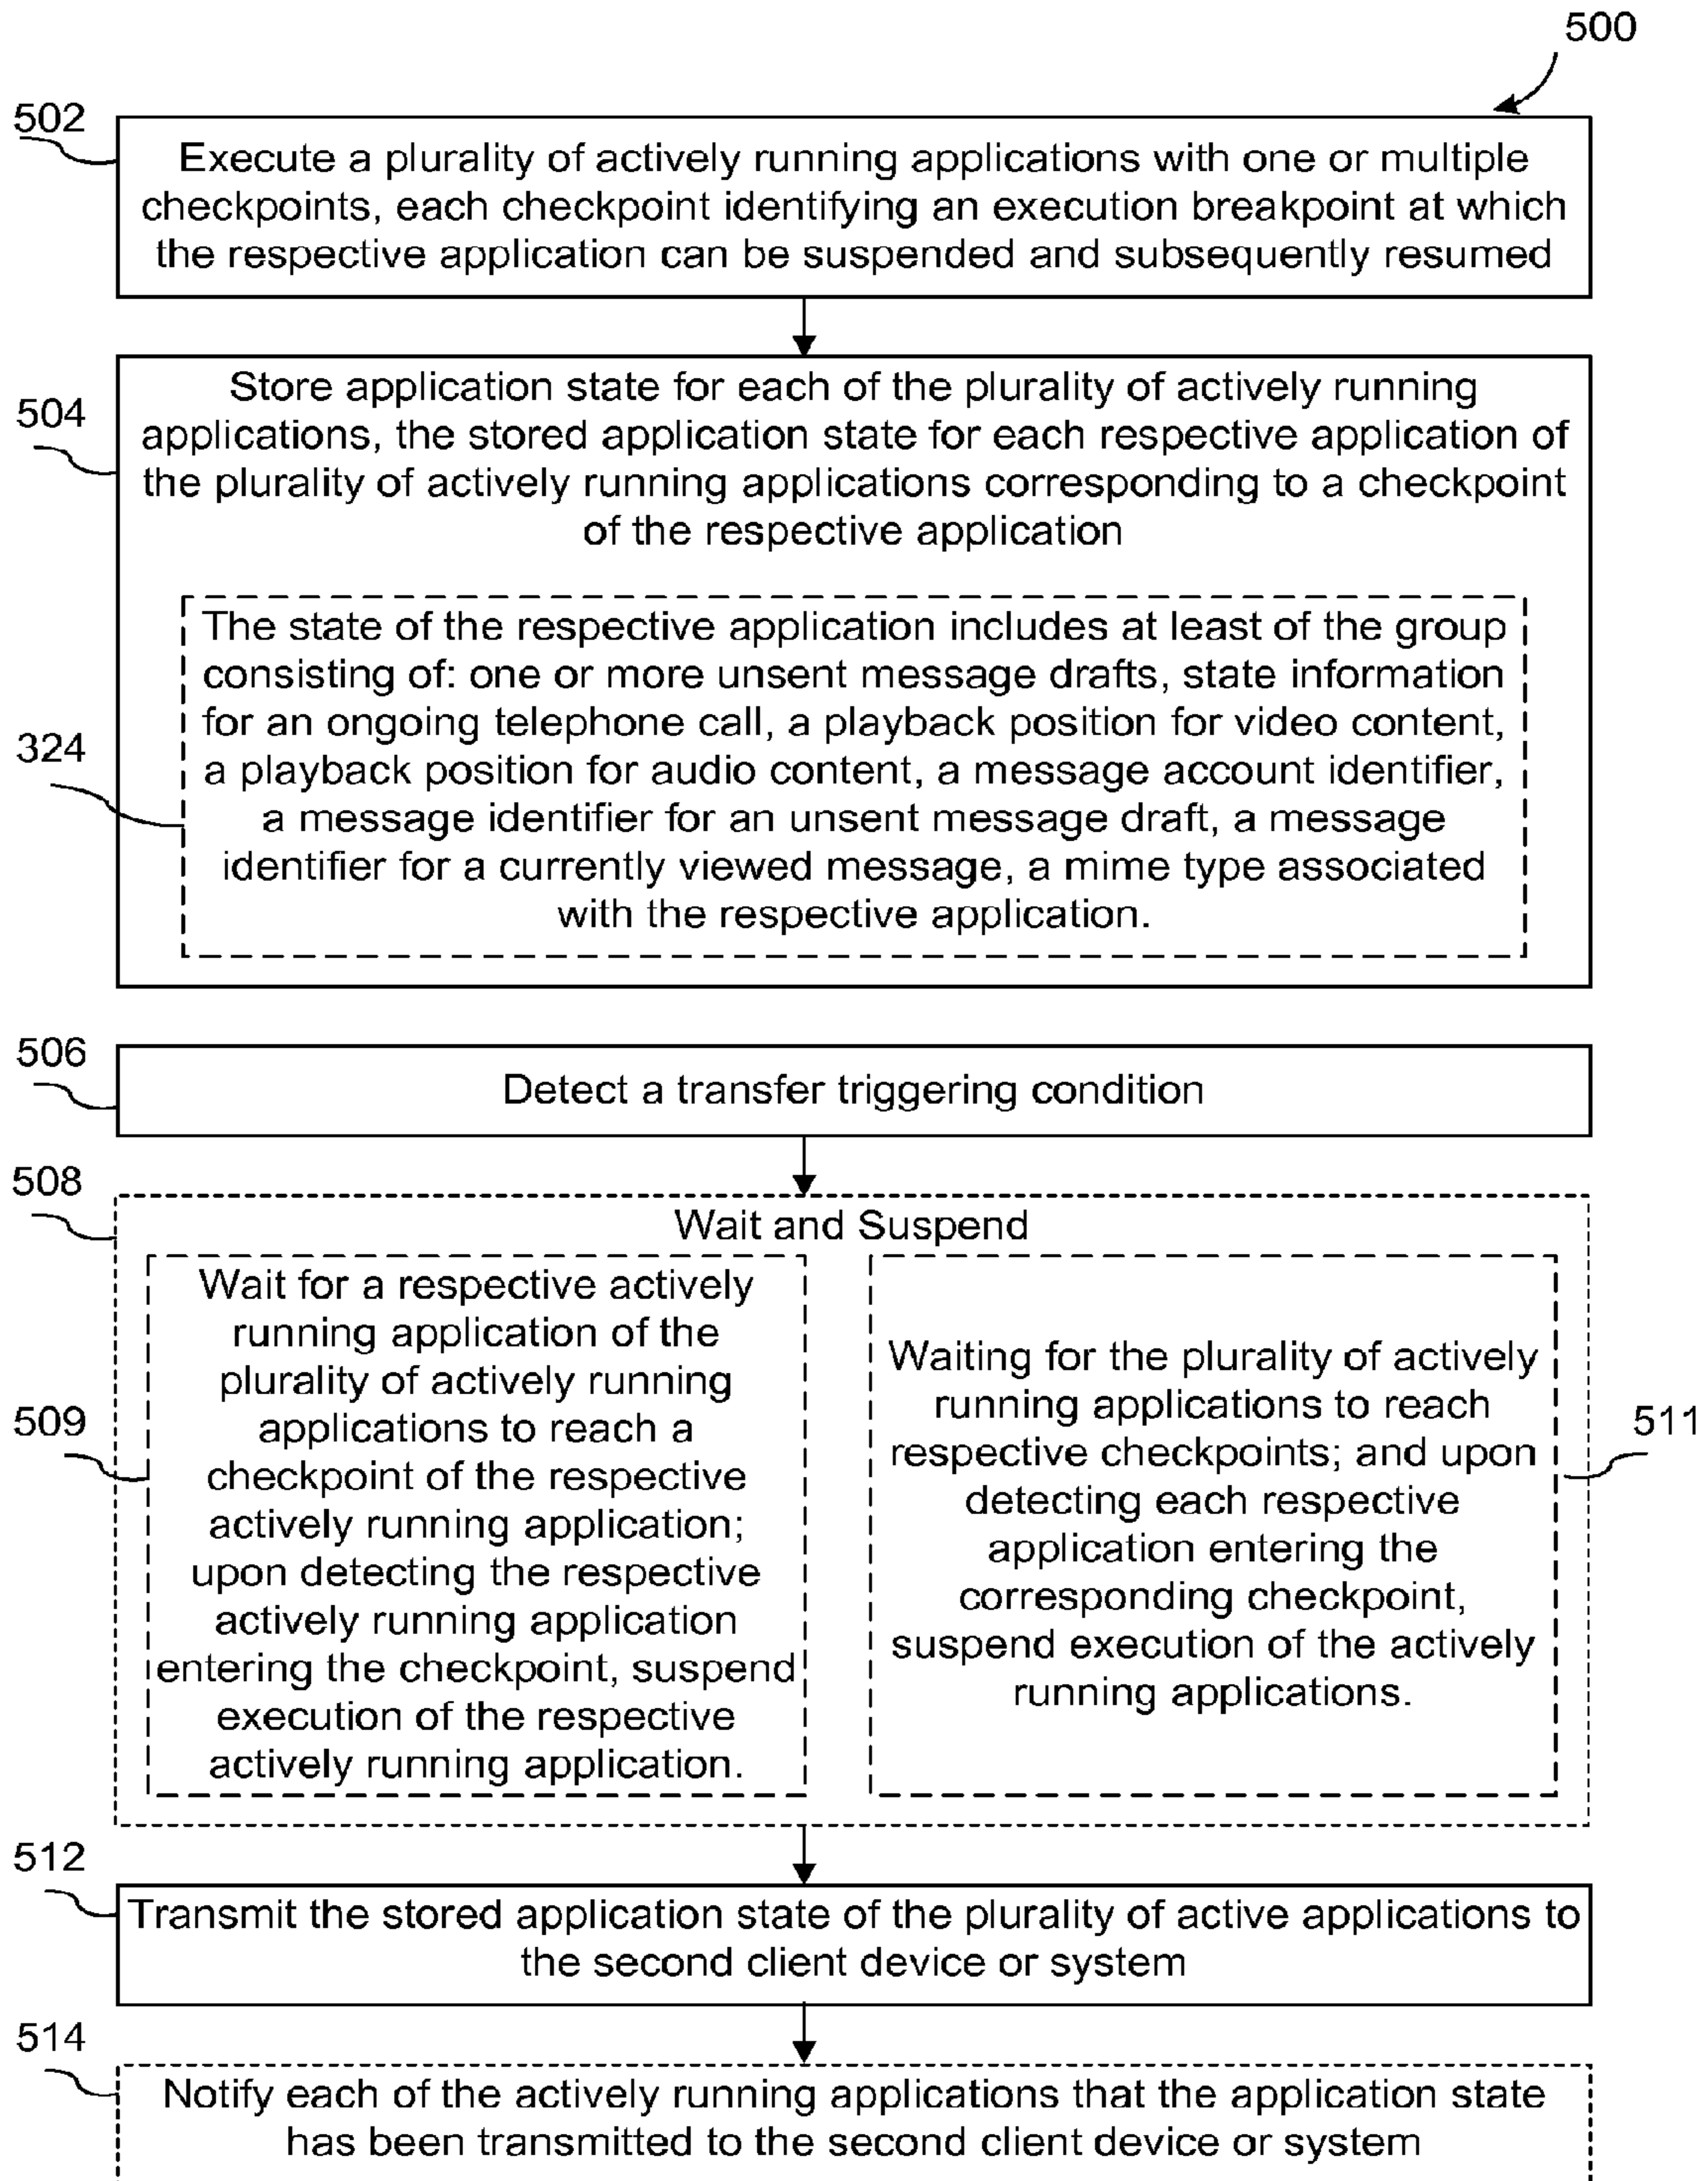 500
502
Execute a plurality of actively running applications with one or multiple
checkpoints, each checkpoint identifying an execution breakpoint at which
the respective application can be suspended and subsequently resumed
504
Store application state for each of the plurality of actively running
applications, the stored application state for each respective application of
the plurality of actively running applications corresponding to a checkpoint
of the respective application
324
The state of the respective application includes at least of the group
consisting of: one or more unsent message drafts, state information
for an ongoing telephone call, a playback position for video content,
a playback position for audio content, a message account identifier,
a message identifier for an unsent message draft, a message
identifier for a currently viewed message, a mime type associated
with the respective application.
506
Detect a transfer triggering condition
508
Wait and Suspend
509
Wait for a respective actively
running application of the
plurality of actively running
applications to reach a
checkpoint of the respective
actively running application;
upon detecting the respective
actively running application
entering the checkpoint, suspend
execution of the respective
actively running application.
Waiting for the plurality of actively
running applications to reach
respective checkpoints; and upon
detecting each respective
application entering the
corresponding checkpoint,
suspend execution of the actively
running applications.
511
512
Transmit the stored application state of the plurality of active applications to
the second client device or system
514
Notify each of the actively running applications that the application state
has been transmitted to the second client device or system